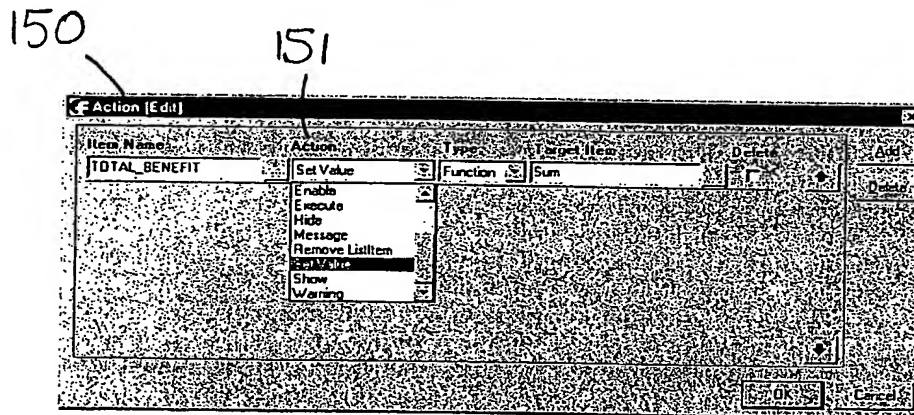 150
151
Action [Edit]
Item Name Action Type Target Item Delete Add
TOTAL_BENEFIT Set Value Function Sum Delete
Enable
Execute
Hide
Message
Remove ListItem
Set Value
Show
Warning
OK Cancel